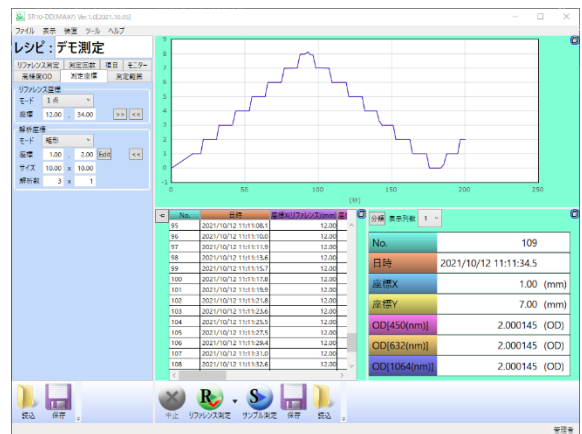 SR10-DD(MA07) Ver.1.0[2021.10.05]
ファイル 表示 装置 ツール ヘルプ
レシピ : デモ測定
リファレンス測定 測定回数 項目 モニター
高精度OD 測定座標 測定範囲
リファレンス座標
モード 1 点
座標 12.00 , 34.00 >> <<
解析座標
モード 矩形
座標 1.00 , 2.00 Edit <<
サイズ 10.00 x 10.00
解析数 3 x 1
9
8
7
6
5
4
3
2
1
0
-1
0 50 100 150 200 250
[秒]
No. 日時 座標X(リファレンス)(mm)
95 2021/10/12 11:11:08.1 12.00
96 2021/10/12 11:11:10.0 12.00
97 2021/10/12 11:11:11.9 12.00
98 2021/10/12 11:11:13.6 12.00
99 2021/10/12 11:11:15.7 12.00
100 2021/10/12 11:11:17.8 12.00
101 2021/10/12 11:11:19.9 12.00
102 2021/10/12 11:11:21.8 12.00
103 2021/10/12 11:11:23.6 12.00
104 2021/10/12 11:11:25.5 12.00
105 2021/10/12 11:11:27.5 12.00
106 2021/10/12 11:11:29.4 12.00
107 2021/10/12 11:11:31.0 12.00
108 2021/10/12 11:11:32.6 12.00
分類 表示列数 1
No. 109
日時 2021/10/12 11:11:34.5
座標X 1.00 (mm)
座標Y 7.00 (mm)
OD[450(nm)] 2.000145 (OD)
OD[632(nm)] 2.000145 (OD)
OD[1064(nm)] 2.000145 (OD)
読込 保存 中止 リファレンス測定 サンプル測定 保存 読込
管理者